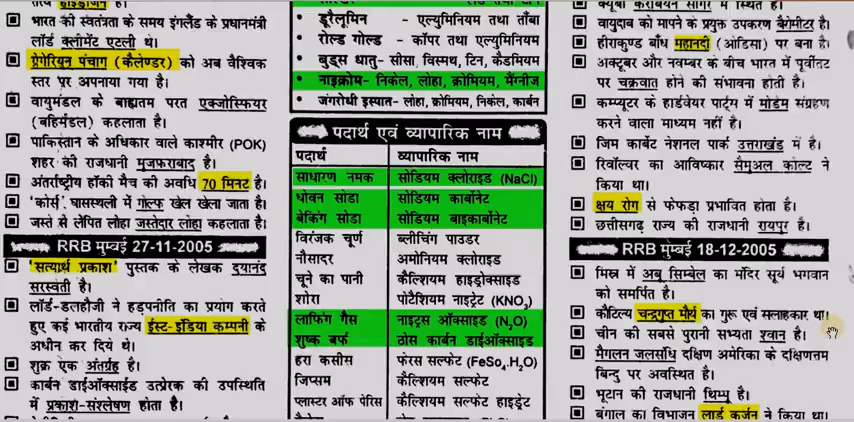 हाइड्रोजन है।
भारत की स्वतंत्रता के समय इंगलैंड के प्रधानमंत्री
लॉर्ड क्लीमेंट एटली थे।
ग्रेगेरियन पंचाग (कैलेण्डर) को अब वैश्विक
स्तर पर अपनाया गया है।
वायुमंडल के बाह्यतम परत एक्जोस्फियर
(बहिर्मंडल) कहलाता है।
पाकिस्तान के अधिकार वाले काश्मीर (POK)
शहर की राजधानी मुजफराबाद है।
अंतर्राष्ट्रीय हॉकी मैच की अवधि 70 मिनट है।
'कोर्स' घासस्थली में गोल्फ खेल खेला जाता है।
जस्ते से लेपित लोहा जस्तेदार लोहा कहलाता है।
RRB मुम्बई 27-11-2005
'सत्यार्थ प्रकाश' पुस्तक के लेखक दयानंद
सरस्वती है।
लॉर्ड-डलहौजी ने हड़पनीति का प्रयोग करते
हुए कई भारतीय राज्य ईस्ट-इंडिया कम्पनी के
अधीन कर दिये थे।
शुक्र एक अंतर्ग्रह है।
कार्बन डाईऑक्साईड उत्प्रेरक की उपस्थिति
में प्रकाश-संश्लेषण होता है।
डुरैलूमिन - एल्युमिनियम तथा ताँबा
रोल्ड गोल्ड - कॉपर तथा एल्युमिनियम
बुड्स धातु - सीसा, विस्मथ, टिन, कैडमियम
नाइक्रोम- निकेल, लोहा, क्रोमियम, मैंग्नीज
जंगरोधी इस्पात- लोहा, क्रोमियम, निकेल, कार्बन
पदार्थ एवं व्यापारिक नाम
पदार्थ व्यापारिक नाम
साधारण नमक सोडियम क्लोराइड (NaCl)
धोवन सोडा सोडियम कार्बोनेट
बेकिंग सोडा सोडियम बाइकार्बोनेट
विरंजक चूर्ण ब्लीचिंग पाउडर
नौसादर अमोनियम क्लोराइड
चूने का पानी कैल्शियम हाइड्रोक्साइड
शोरा पोटैशियम नाइट्रेट (KNO3)
लाफिंग गैस नाइट्रस ऑक्साइड (N2O)
शुष्क बर्फ ठोस कार्बन डाईऑक्साइड
हरा कसीस फेरस सल्फेट (FeSo4.H2O)
जिप्सम कैल्शियम सल्फेट
प्लास्टर ऑफ पेरिस कैल्शियम सल्फेट हाइड्रेट
क्यूबा कैरीबियन सागर में स्थित है।
वायुदाब को मापने के प्रयुक्त उपकरण बैरोमीटर है।
हीराकुण्ड बाँध महानदी (ओडिसा) पर बना है।
अक्टूबर और नवम्बर के बीच भारत में पूर्वीतट
पर चक्रवात होने की संभावना होती है।
कम्प्यूटर के हार्डवेयर पार्ट्स में मोडेम संग्रहण
करने वाला माध्यम नहीं है।
जिम कार्बेट नेशनल पार्क उत्तराखंड में है।
रिवॉल्वर का आविष्कार सैमुअल कोल्ट ने
किया था।
क्षय रोग से फेफड़ा प्रभावित होता है।
छत्तीसगढ़ राज्य की राजधानी रायपुर है।
RRB मुम्बई 18-12-2005
मिस्र में अबू सिम्बेल का मंदिर सूर्य भगवान
को समर्पित है।
कौटिल्य चन्द्रगुप्त मौर्य का गुरू एवं सलाहकार था।
चीन की सबसे पुरानी सभ्यता श्वान है।
मैगलन जलसंधि दक्षिण अमेरिका के दक्षिणतम
बिन्दु पर अवस्थित है।
भूटान की राजधानी थिम्पू है।
बंगाल का विभाजन लार्ड कर्जन ने किया था।